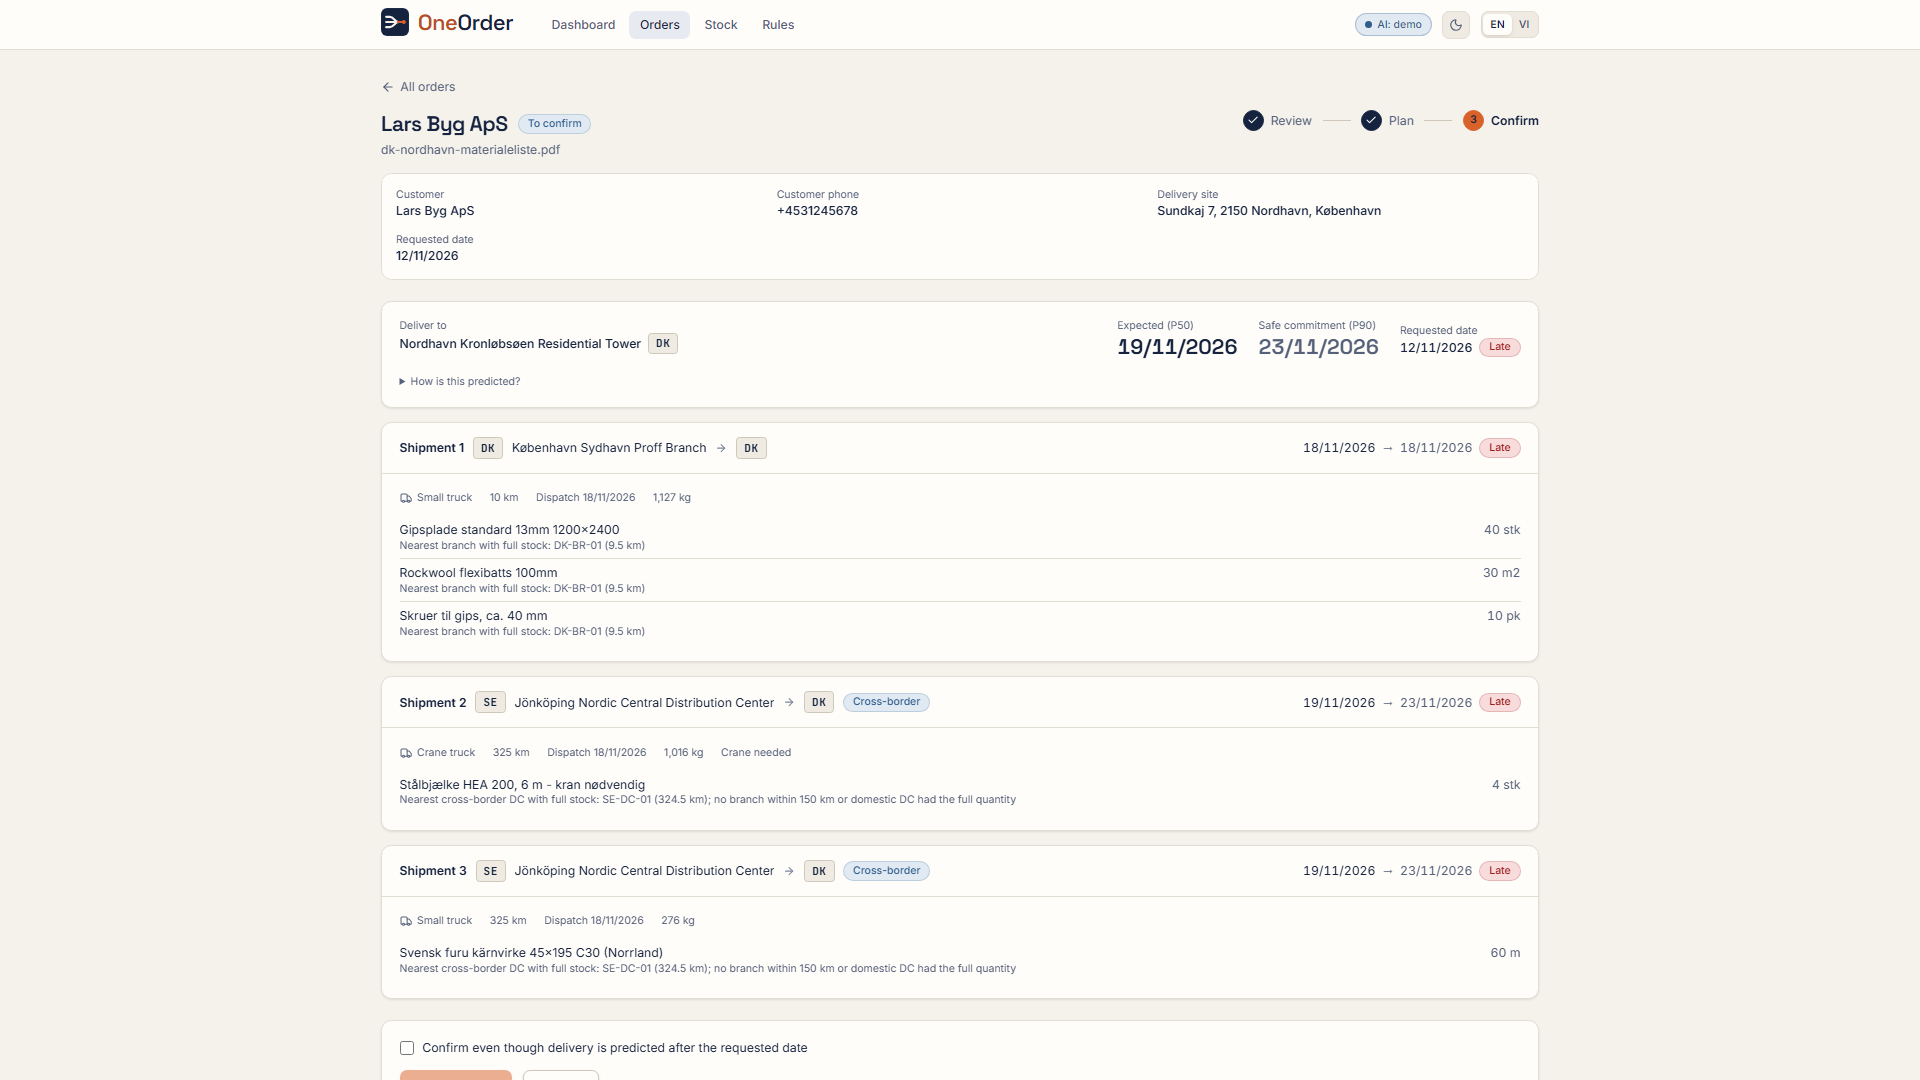 OneOrder
Dashboard
Orders
Stock
Rules
AI: demo
EN
VI
← All orders
Lars Byg ApS
To confirm
Review
Plan
3
Confirm
dk-nordhavn-materialeliste.pdf
Customer
Lars Byg ApS
Customer phone
+4531245678
Delivery site
Sundkaj 7, 2150 Nordhavn, København
Requested date
12/11/2026
Deliver to
Nordhavn Kronløbsøen Residential Tower DK
Expected (P50)
19/11/2026
Safe commitment (P90)
23/11/2026
Requested date
12/11/2026 Late
How is this predicted?
Shipment 1 DK København Sydhavn Proff Branch → DK
18/11/2026 → 18/11/2026 Late
Small truck 10 km Dispatch 18/11/2026 1,127 kg
Gipsplade standard 13mm 1200×2400 40 stk
Nearest branch with full stock: DK-BR-01 (9.5 km)
Rockwool flexibatts 100mm 30 m2
Nearest branch with full stock: DK-BR-01 (9.5 km)
Skruer til gips, ca. 40 mm 10 pk
Nearest branch with full stock: DK-BR-01 (9.5 km)
Shipment 2 SE Jönköping Nordic Central Distribution Center → DK Cross-border
19/11/2026 → 23/11/2026 Late
Crane truck 325 km Dispatch 18/11/2026 1,016 kg Crane needed
Stålbjælke HEA 200, 6 m - kran nødvendig 4 stk
Nearest cross-border DC with full stock: SE-DC-01 (324.5 km); no branch within 150 km or domestic DC had the full quantity
Shipment 3 SE Jönköping Nordic Central Distribution Center → DK Cross-border
19/11/2026 → 23/11/2026 Late
Small truck 325 km Dispatch 18/11/2026 276 kg
Svensk furu kärnvirke 45×195 C30 (Norrland) 60 m
Nearest cross-border DC with full stock: SE-DC-01 (324.5 km); no branch within 150 km or domestic DC had the full quantity
Confirm even though delivery is predicted after the requested date